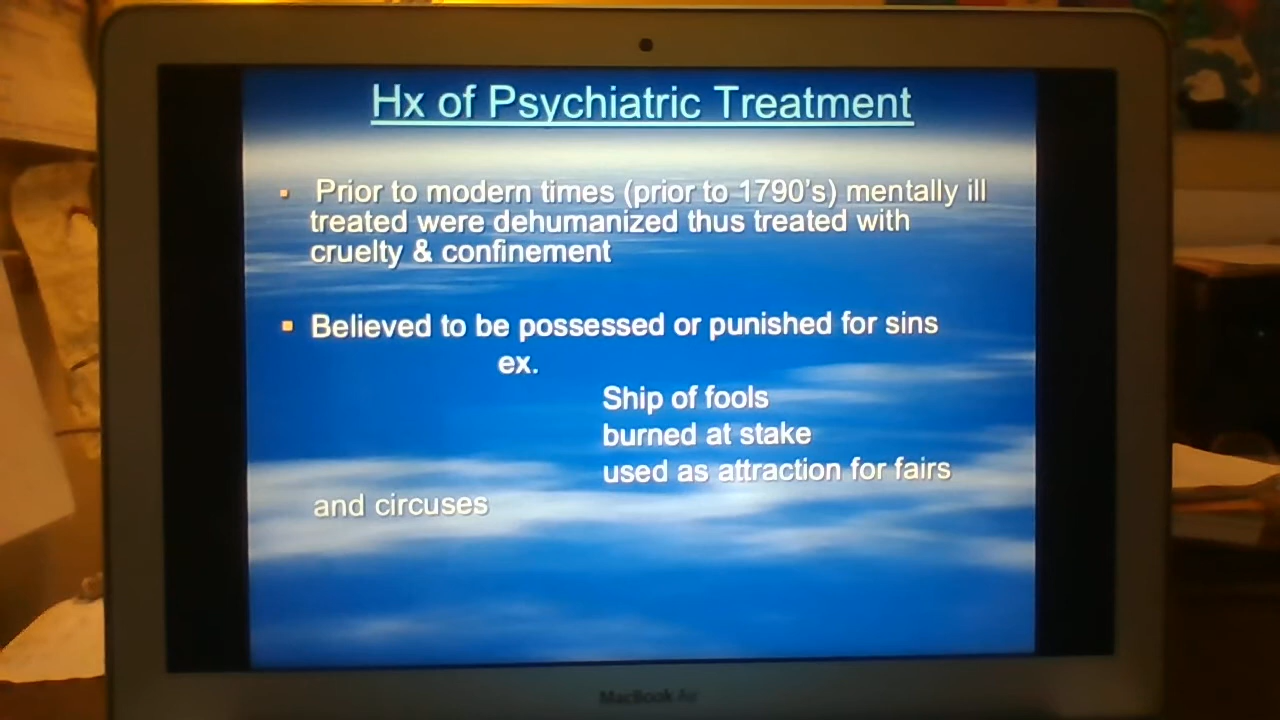 Hx of Psychiatric Treatment
▪ Prior to modern times (prior to 1790's) mentally ill
treated were dehumanized thus treated with
cruelty & confinement
▪ Believed to be possessed or punished for sins
ex.
Ship of fools
burned at stake
used as attraction for fairs
and circuses
MacBook Air